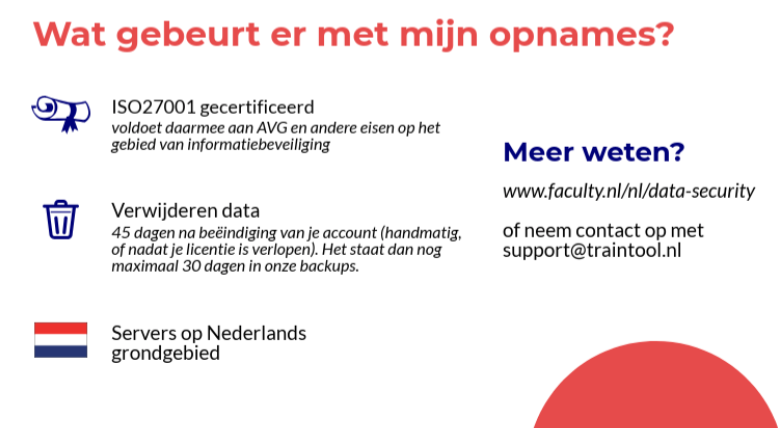 Wat gebeurt er met mijn opnames?
ISO27001 gecertificeerd
voldoet daarmee aan AVG en andere eisen op het
gebied van informatiebeveiliging
Verwijderen data
45 dagen na beëindiging van je account (handmatig,
of nadat je licentie is verlopen). Het staat dan nog
maximaal 30 dagen in onze backups.
Servers op Nederlands
grondgebied
Meer weten?
www.faculty.nl/nl/data-security
of neem contact op met
support@traintool.nl